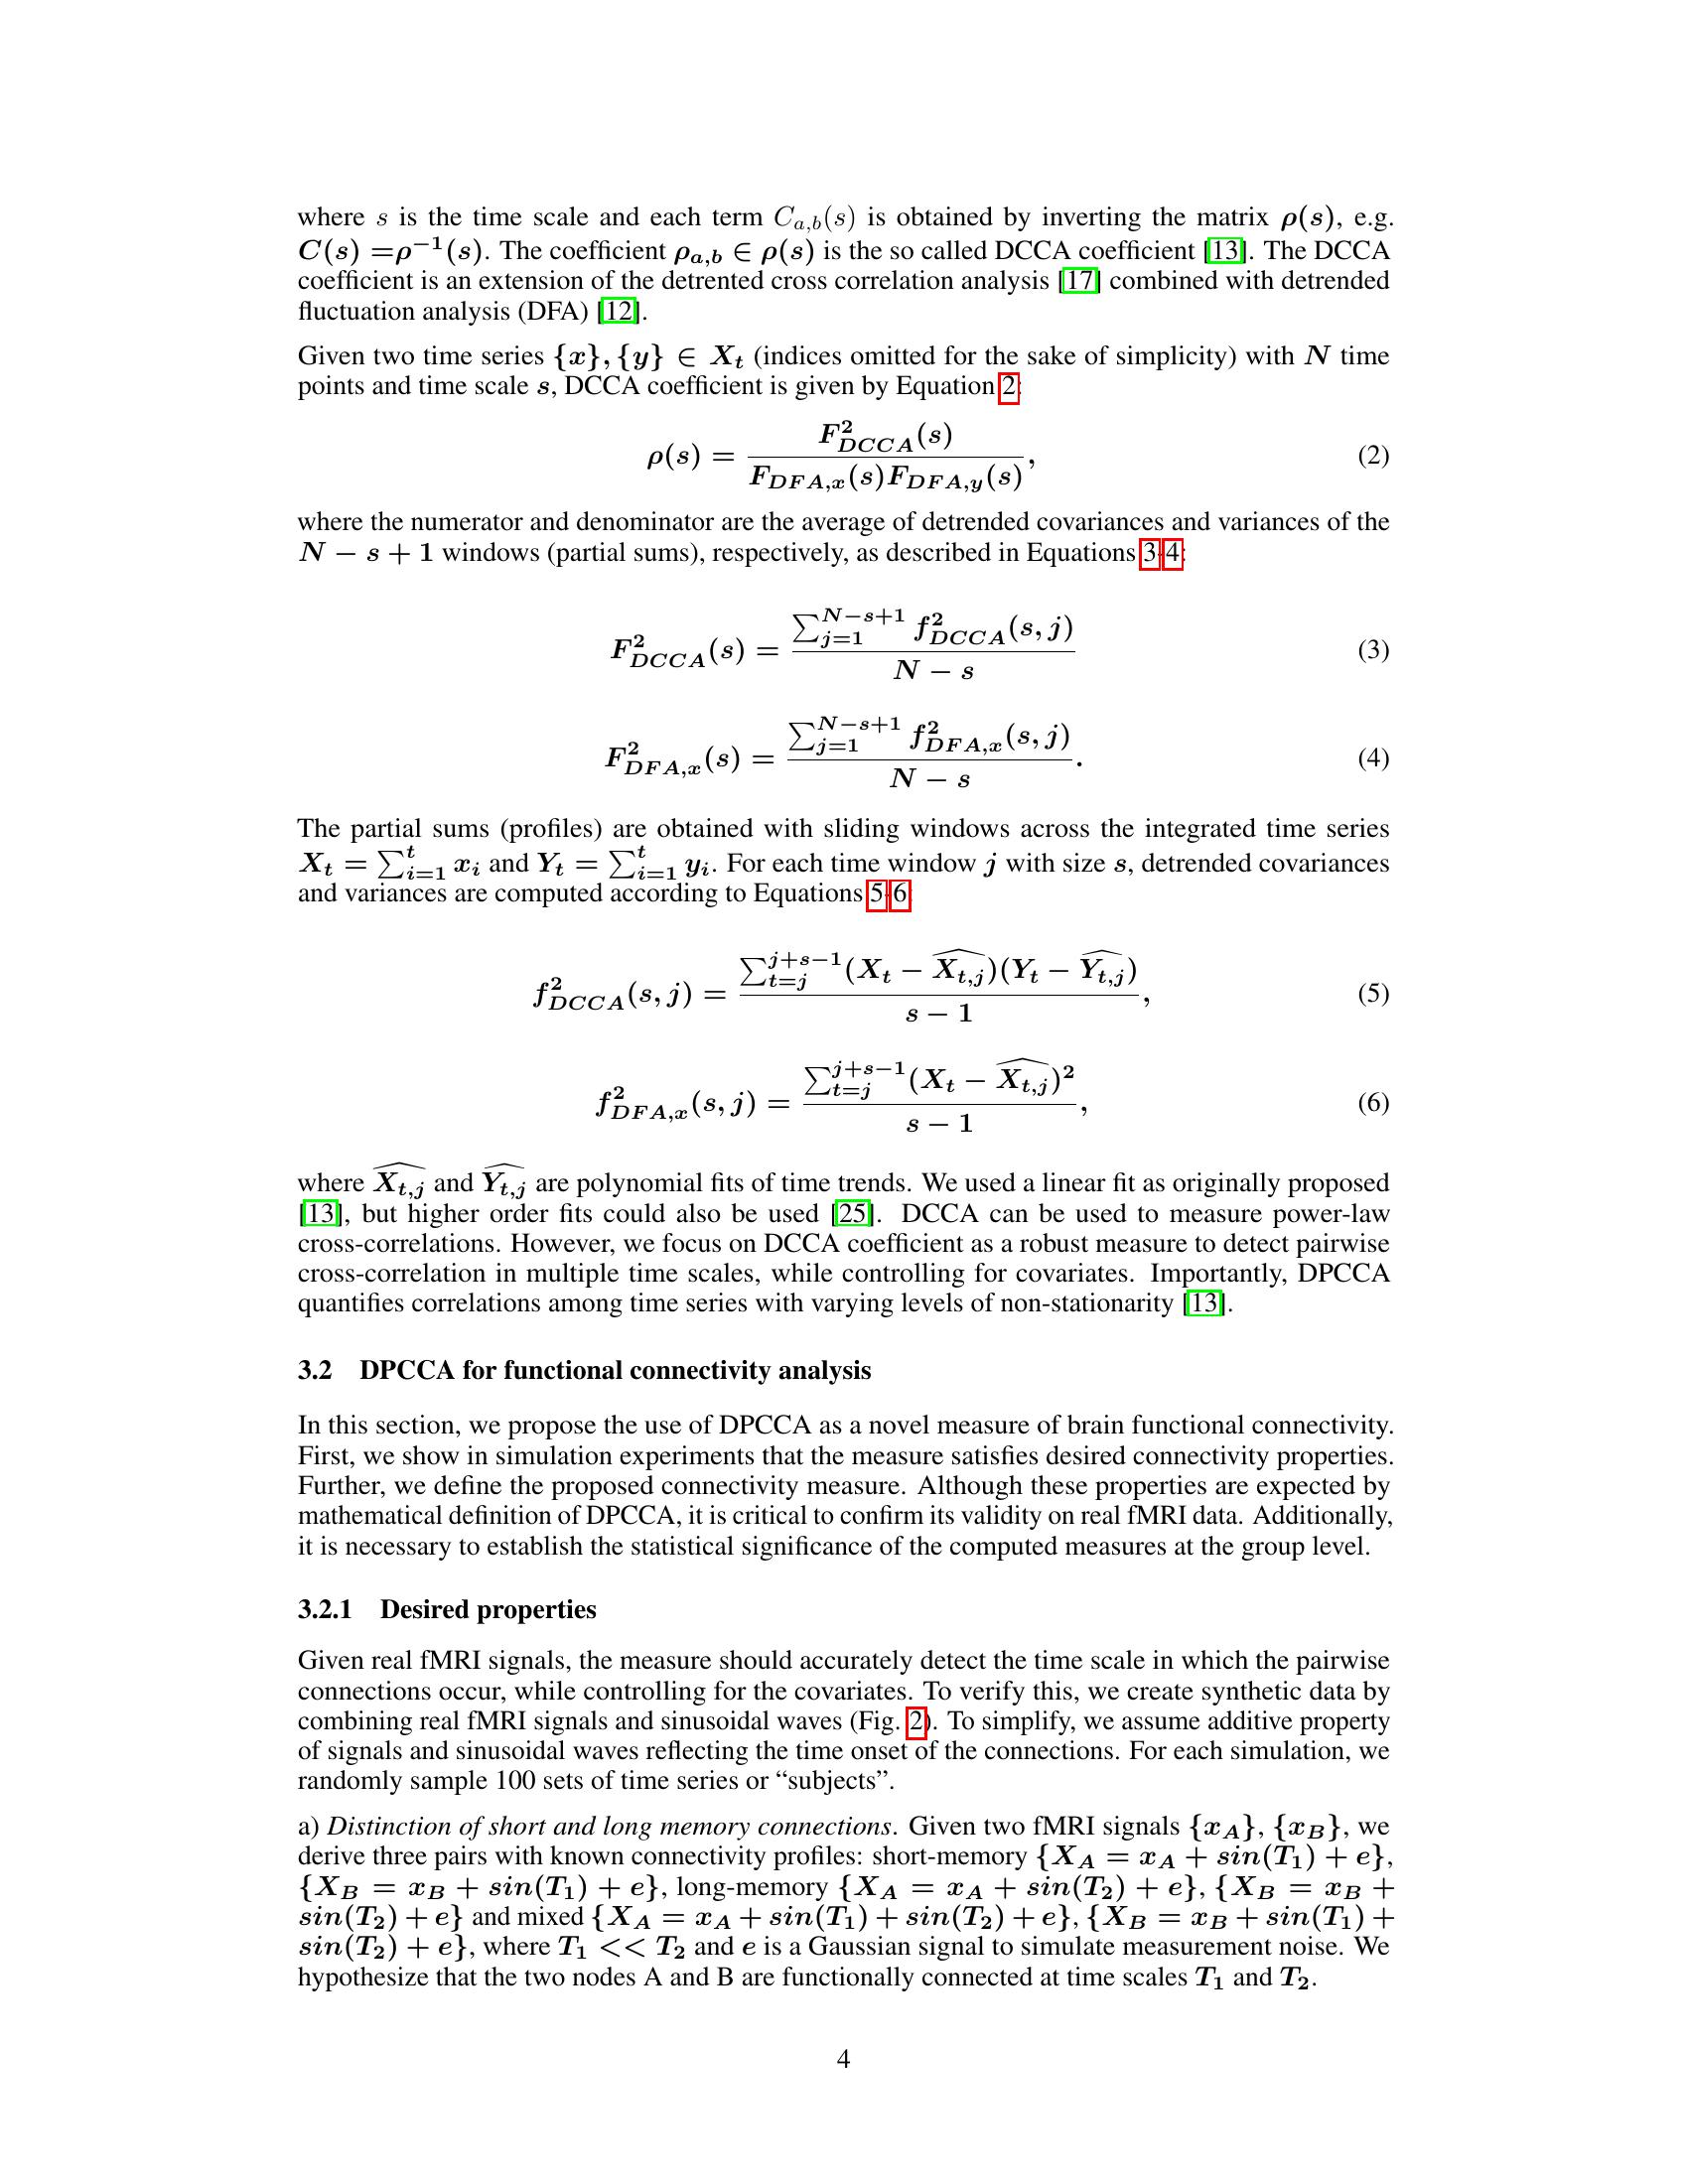 where s is the time scale and each term C_{a,b}(s) is obtained by inverting the matrix ρ(s), e.g.
C(s) =ρ^{−1}(s). The coefficient ρ_{a,b} ∈ ρ(s) is the so called DCCA coefficient [13]. The DCCA
coefficient is an extension of the detrented cross correlation analysis [17] combined with detrended
fluctuation analysis (DFA) [12].
Given two time series {x}, {y} ∈ X_t (indices omitted for the sake of simplicity) with N time
points and time scale s, DCCA coefficient is given by Equation 2:
ρ(s) = \frac{F^2_{DCCA}(s)}{F_{DFA,x}(s)F_{DFA,y}(s)}, (2)
where the numerator and denominator are the average of detrended covariances and variances of the
N − s + 1 windows (partial sums), respectively, as described in Equations 3-4:
F^2_{DCCA}(s) = \frac{\sum_{j=1}^{N−s+1} f^2_{DCCA}(s, j)}{N − s} (3)
F^2_{DFA,x}(s) = \frac{\sum_{j=1}^{N−s+1} f^2_{DFA,x}(s, j)}{N − s}. (4)
The partial sums (profiles) are obtained with sliding windows across the integrated time series
X_t = \sum_{i=1}^{t} x_i and Y_t = \sum_{i=1}^{t} y_i. For each time window j with size s, detrended covariances
and variances are computed according to Equations 5-6:
f^2_{DCCA}(s, j) = \frac{\sum_{t=j}^{j+s−1}(X_t − \widehat{X_{t,j}})(Y_t − \widehat{Y_{t,j}})}{s − 1}, (5)
f^2_{DFA,x}(s, j) = \frac{\sum_{t=j}^{j+s−1}(X_t − \widehat{X_{t,j}})^2}{s − 1}, (6)
where \widehat{X_{t,j}} and \widehat{Y_{t,j}} are polynomial fits of time trends. We used a linear fit as originally proposed
[13], but higher order fits could also be used [25]. DCCA can be used to measure power-law
cross-correlations. However, we focus on DCCA coefficient as a robust measure to detect pairwise
cross-correlation in multiple time scales, while controlling for covariates. Importantly, DPCCA
quantifies correlations among time series with varying levels of non-stationarity [13].
3.2 DPCCA for functional connectivity analysis
In this section, we propose the use of DPCCA as a novel measure of brain functional connectivity.
First, we show in simulation experiments that the measure satisfies desired connectivity properties.
Further, we define the proposed connectivity measure. Although these properties are expected by
mathematical definition of DPCCA, it is critical to confirm its validity on real fMRI data. Additionally,
it is necessary to establish the statistical significance of the computed measures at the group level.
3.2.1 Desired properties
Given real fMRI signals, the measure should accurately detect the time scale in which the pairwise
connections occur, while controlling for the covariates. To verify this, we create synthetic data by
combining real fMRI signals and sinusoidal waves (Fig. 2). To simplify, we assume additive property
of signals and sinusoidal waves reflecting the time onset of the connections. For each simulation, we
randomly sample 100 sets of time series or “subjects”.
a) Distinction of short and long memory connections. Given two fMRI signals {x_A}, {x_B}, we
derive three pairs with known connectivity profiles: short-memory {X_A = x_A + sin(T_1) + e},
{X_B = x_B + sin(T_1) + e}, long-memory {X_A = x_A + sin(T_2) + e}, {X_B = x_B +
sin(T_2) + e} and mixed {X_A = x_A + sin(T_1) + sin(T_2) + e}, {X_B = x_B + sin(T_1) +
sin(T_2) + e}, where T_1 << T_2 and e is a Gaussian signal to simulate measurement noise. We
hypothesize that the two nodes A and B are functionally connected at time scales T_1 and T_2.
4